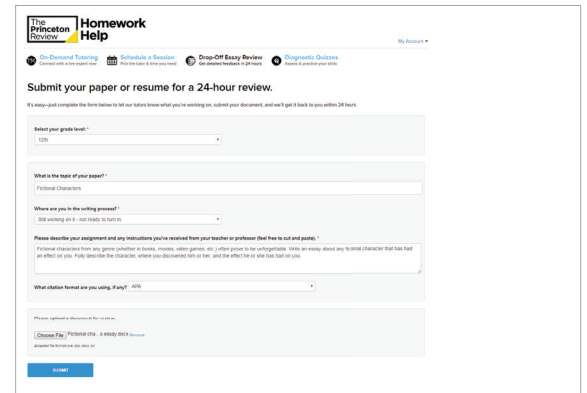 The
Princeton
Review
Homework
Help
My Account
On-Demand Tutoring
Connect with a live expert now
Schedule a Session
Pick the tutor & time you need
Drop-Off Essay Review
Get detailed feedback in 24 hours
Diagnostic Quizzes
Assess & practice your skills
Submit your paper or resume for a 24-hour review.
It's easy–just complete the form below to let our tutors know what you're working on, submit your document, and we'll get it back to you within 24 hours.
Select your grade level: *
12th
What is the topic of your paper? *
Fictional Characters
Where are you in the writing process? *
Still working on it - not ready to turn in
Please describe your assignment and any instructions you've received from your teacher or professor (feel free to cut and paste). *
Fictional characters from any genre (whether in books, movies, video games, etc.) often prove to be unforgettable. Write an essay about any fictional character that has had
an effect on you. Fully describe the character, where you discovered him or her, and the effect he or she has had on you.
What citation format are you using, if any? APA
Please upload a document for review
Choose File Fictional cha...s essay.docx Remove
Accepted file formats are
SUBMIT